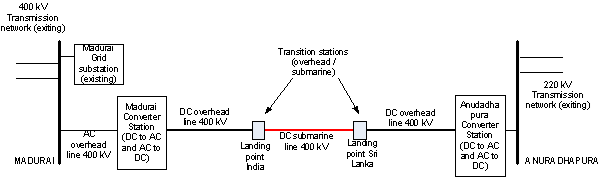 400 kV
Transmission
network (exiting)
Madurai
Grid
substation
(existing)
Transition stations
(overhead /
submarine)
220 kV
Transmission
network (exiting)
Madurai
Converter
Station
(DC to AC
and AC to
DC)
DC overhead
line 400 kV
DC submarine
line 400 kV
DC overhead
line 400 kV
Anudadha
pura
Converter
Station
(DC to AC
and AC to
DC)
AC
overhead
line 400 kV
Landing
point
India
Landing
point Sri
Lanka
MADURAI
ANURADHAPURA